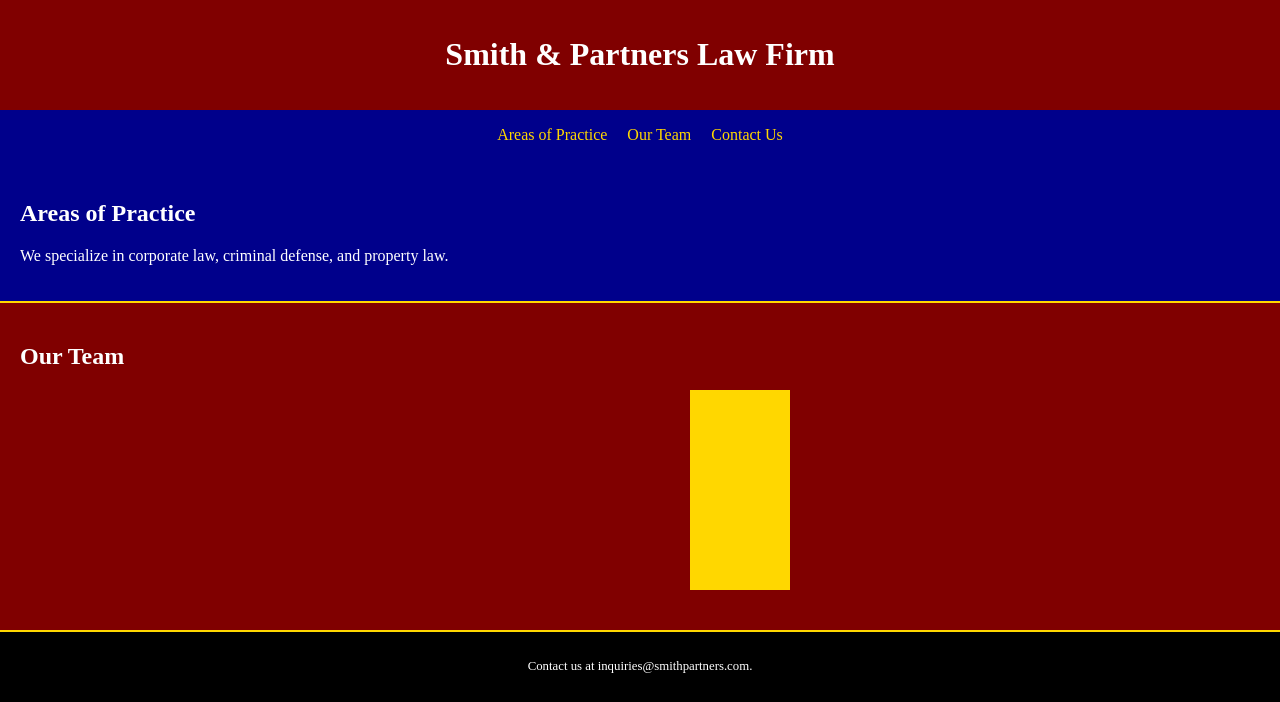 Smith & Partners Law Firm
Areas of Practice Our Team Contact Us
Areas of Practice
We specialize in corporate law, criminal defense, and property law.
Our Team
Contact us at inquiries@smithpartners.com.